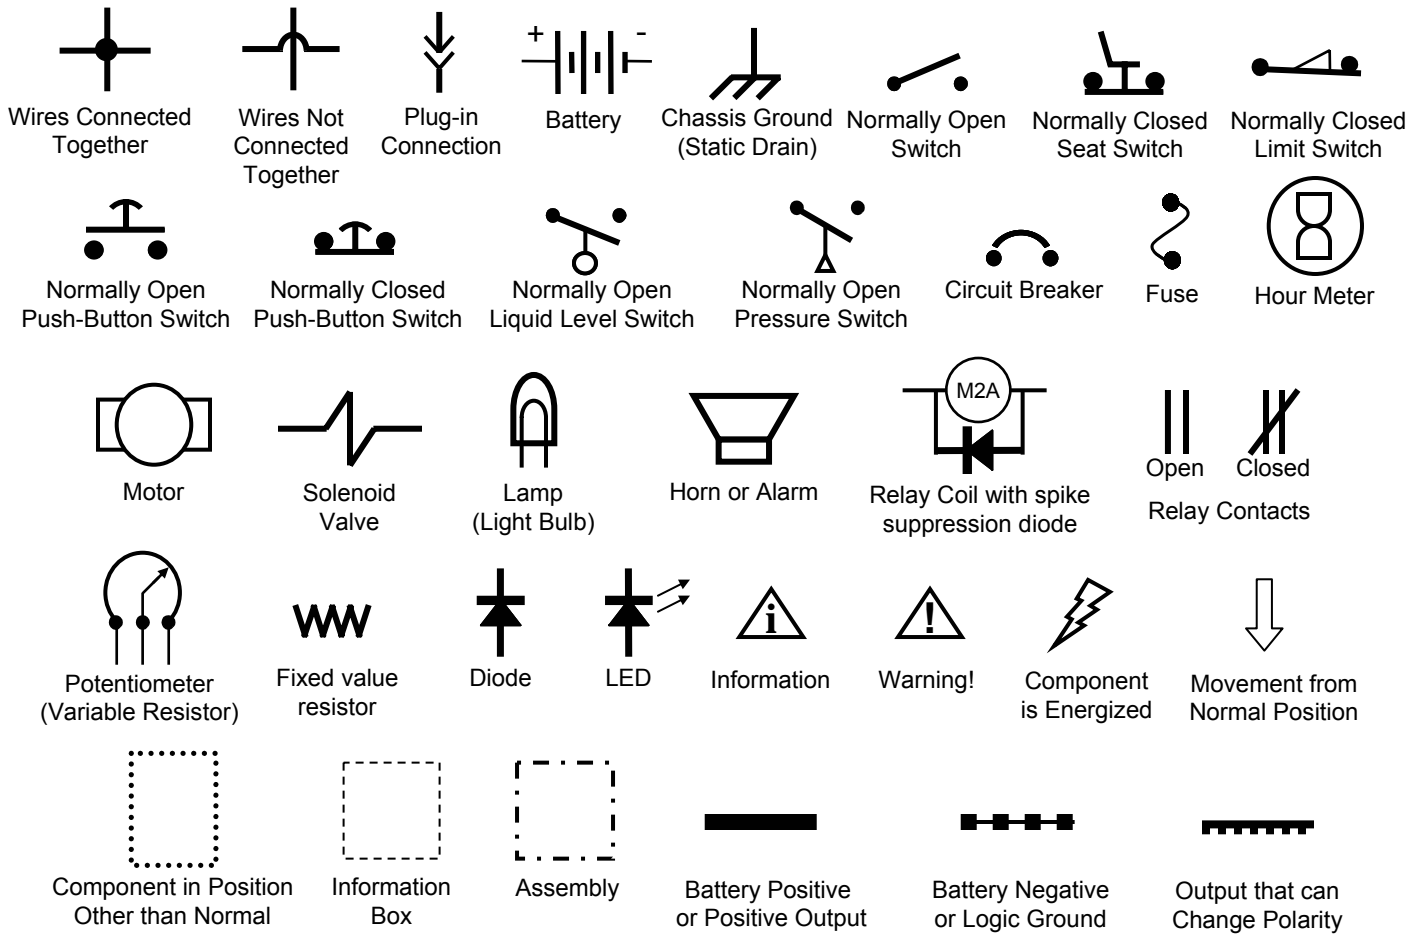 + -
Wires Connected
Together
Wires Not
Connected
Together
Plug-in
Connection
Battery
Chassis Ground
(Static Drain)
Normally Open
Switch
Normally Closed
Seat Switch
Normally Closed
Limit Switch
Normally Open
Push-Button Switch
Normally Closed
Push-Button Switch
Normally Open
Liquid Level Switch
Normally Open
Pressure Switch
Circuit Breaker
Fuse
Hour Meter
Motor
Solenoid
Valve
Lamp
(Light Bulb)
Horn or Alarm
M2A
Relay Coil with spike
suppression diode
Open
Closed
Relay Contacts
Potentiometer
(Variable Resistor)
Fixed value
resistor
Diode
LED
i
Information
!
Warning!
Component
is Energized
Movement from
Normal Position
Component in Position
Other than Normal
Information
Box
Assembly
Battery Positive
or Positive Output
Battery Negative
or Logic Ground
Output that can
Change Polarity